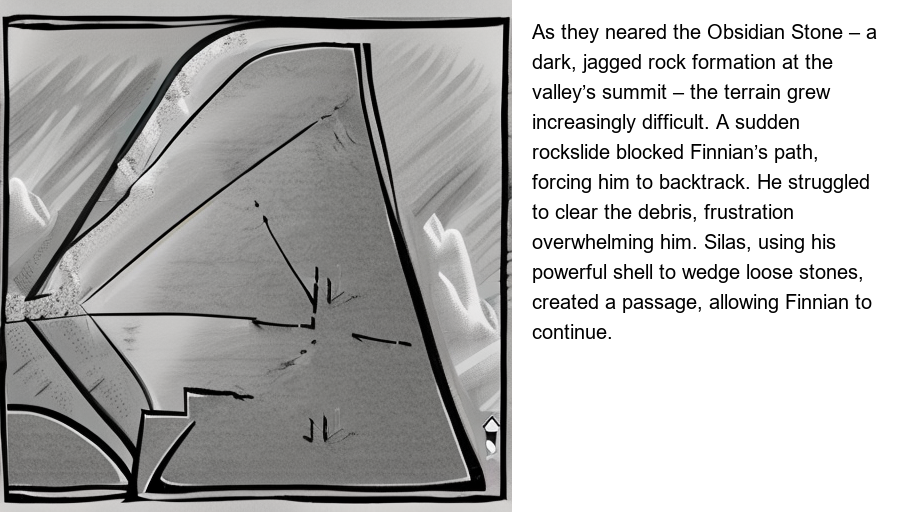 As they neared the Obsidian Stone – a
dark, jagged rock formation at the
valley’s summit – the terrain grew
increasingly difficult. A sudden
rockslide blocked Finnian’s path,
forcing him to backtrack. He struggled
to clear the debris, frustration
overwhelming him. Silas, using his
powerful shell to wedge loose stones,
created a passage, allowing Finnian to
continue.